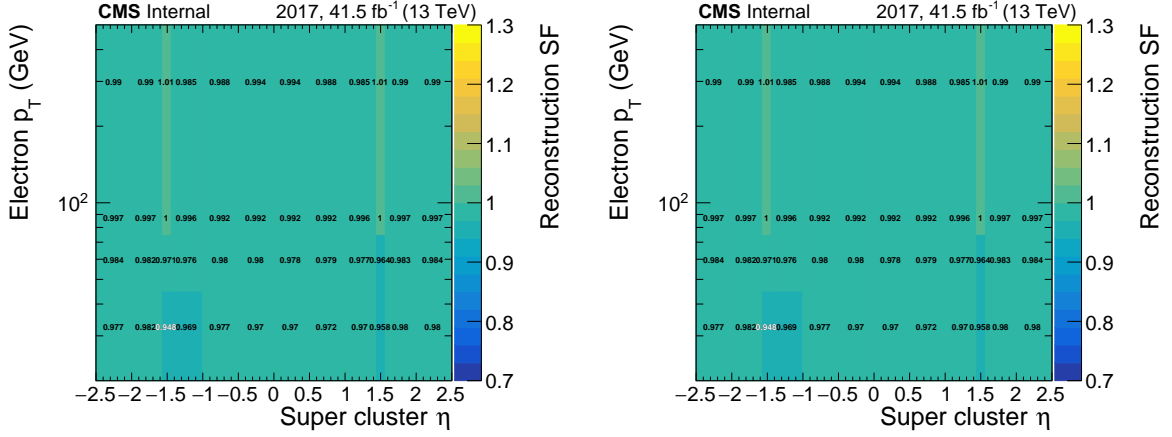 CMS Internal 2017, 41.5 fb⁻¹ (13 TeV)
Electron p_T (GeV)
10²
0.99 0.99 1.01 0.985 0.988 0.994 0.994 0.988 0.985 1.01 0.99 0.99
0.997 0.997 1 0.996 0.992 0.992 0.992 0.992 0.996 1 0.997 0.997
0.984 0.982 0.971 0.976 0.98 0.98 0.978 0.979 0.977 0.964 0.983 0.984
0.977 0.982 0.948 0.969 0.977 0.97 0.97 0.972 0.97 0.958 0.98 0.98
−2.5 −2 −1.5 −1 −0.5 0 0.5 1 1.5 2 2.5
Super cluster η
1.3
1.2
1.1
1
0.9
0.8
0.7
Reconstruction SF
CMS Internal 2017, 41.5 fb⁻¹ (13 TeV)
Electron p_T (GeV)
10²
0.99 0.99 1.01 0.985 0.988 0.994 0.994 0.988 0.985 1.01 0.99 0.99
0.997 0.997 1 0.996 0.992 0.992 0.992 0.992 0.996 1 0.997 0.997
0.984 0.982 0.971 0.976 0.98 0.98 0.978 0.979 0.977 0.964 0.983 0.984
0.977 0.982 0.948 0.969 0.977 0.97 0.97 0.972 0.97 0.958 0.98 0.98
−2.5 −2 −1.5 −1 −0.5 0 0.5 1 1.5 2 2.5
Super cluster η
1.3
1.2
1.1
1
0.9
0.8
0.7
Reconstruction SF